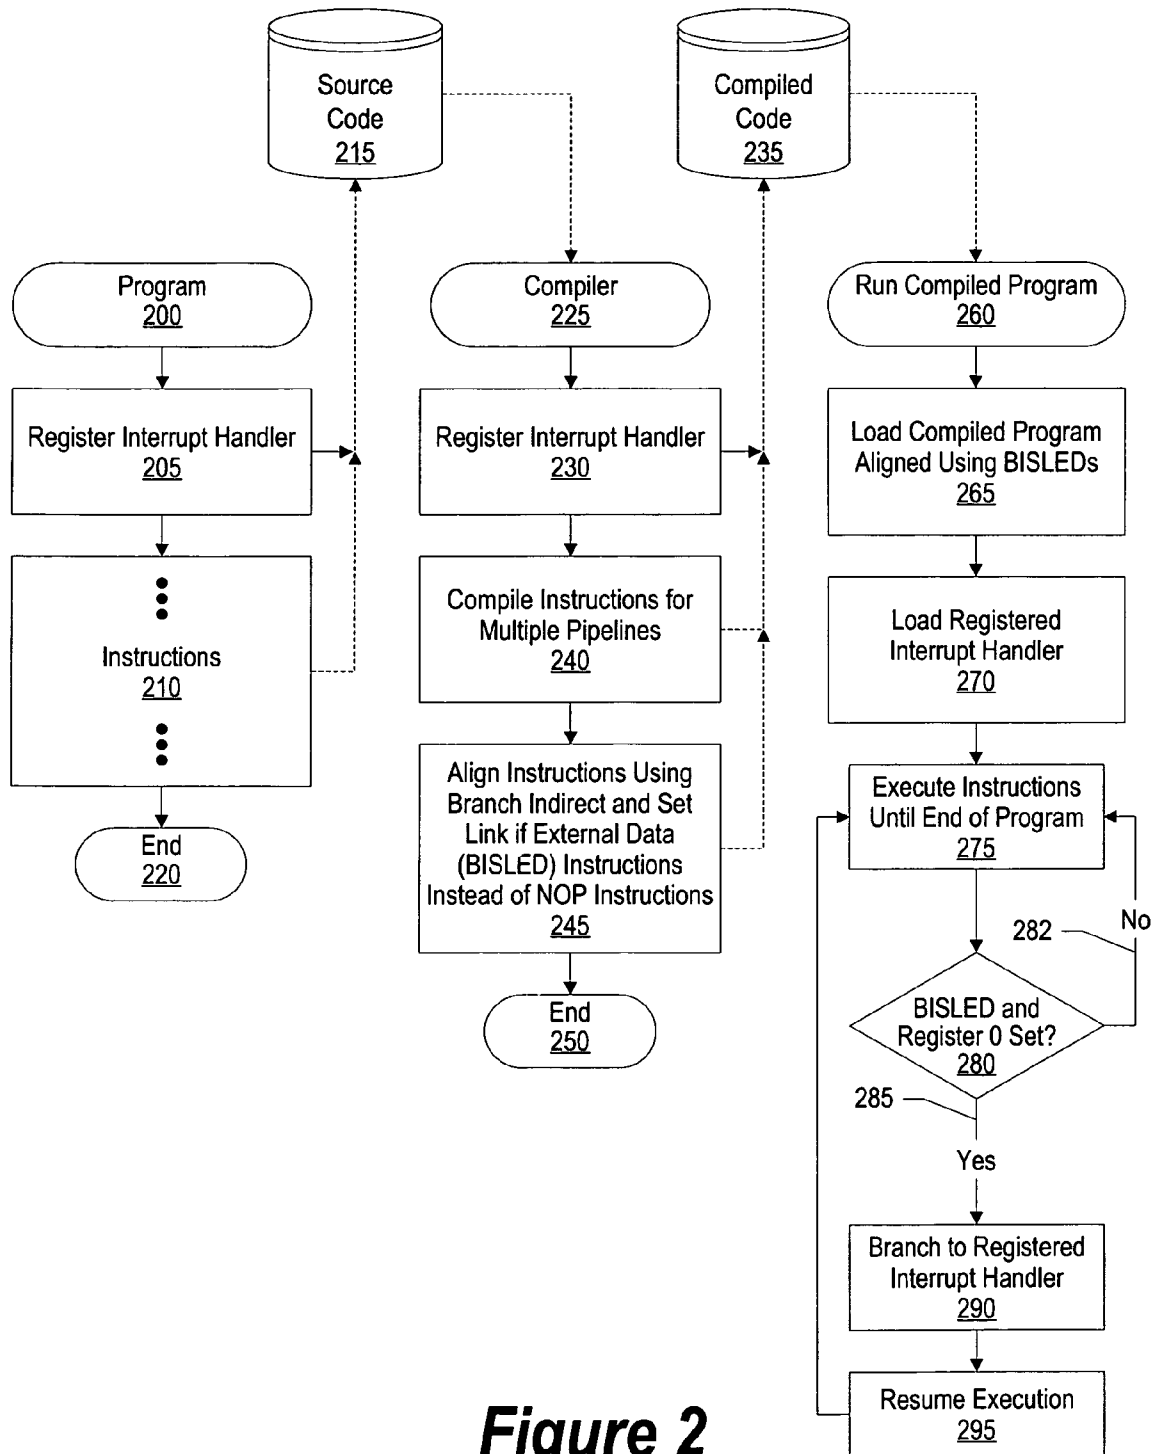 Source
Code
215
Compiled
Code
235
Program
200
Register Interrupt Handler
205
Instructions
210
End
220
Compiler
225
Register Interrupt Handler
230
Compile Instructions for
Multiple Pipelines
240
Align Instructions Using
Branch Indirect and Set
Link if External Data
(BISLED) Instructions
Instead of NOP Instructions
245
End
250
Run Compiled Program
260
Load Compiled Program
Aligned Using BISLEDs
265
Load Registered
Interrupt Handler
270
Execute Instructions
Until End of Program
275
282
No
BISLED and
Register 0 Set?
280
285
Yes
Branch to Registered
Interrupt Handler
290
Resume Execution
295
Figure 2